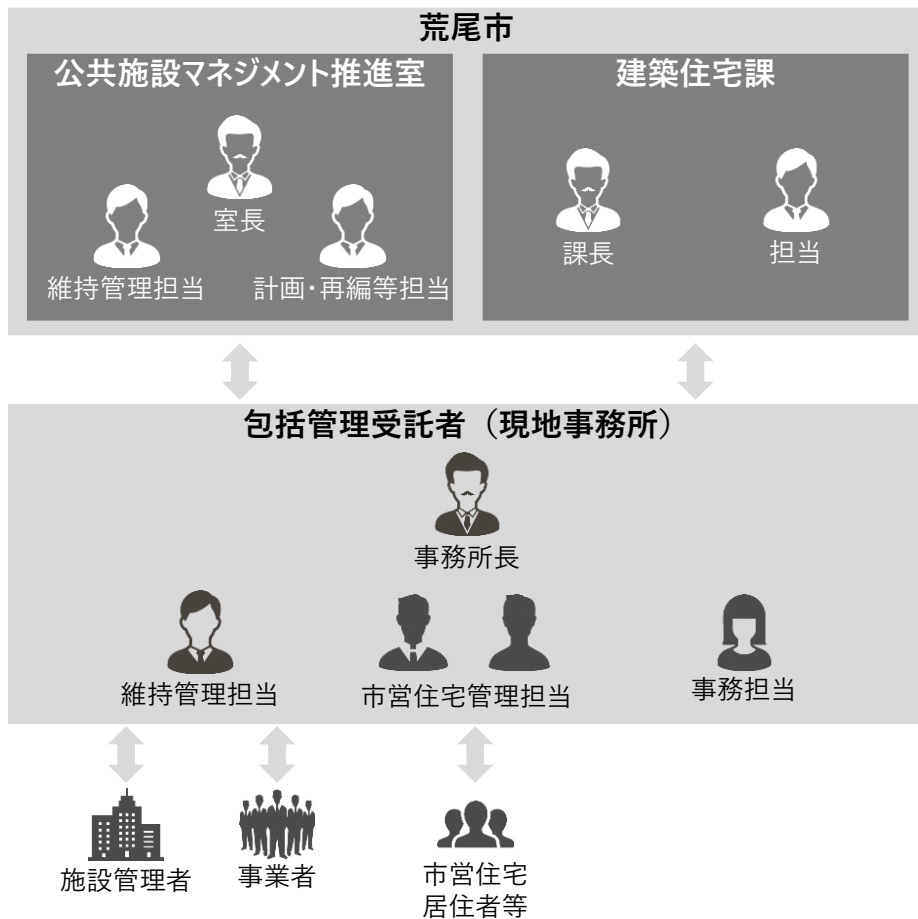 荒尾市
公共施設マネジメント推進室
建築住宅課
室長
維持管理担当
計画・再編等担当
課長
担当
包括管理受託者（現地事務所）
事務所長
維持管理担当
市営住宅管理担当
事務担当
施設管理者
事業者
市営住宅
居住者等